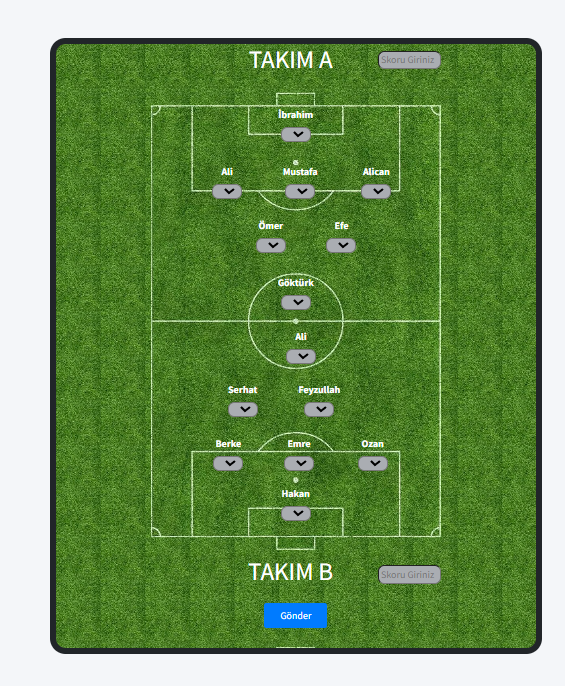 TAKIM A
Skoru Giriniz
İbrahim
Ali Mustafa Alican
Ömer Efe
Göktürk
Ali
Serhat Feyzullah
Berke Emre Ozan
Hakan
TAKIM B
Skoru Giriniz
Gönder